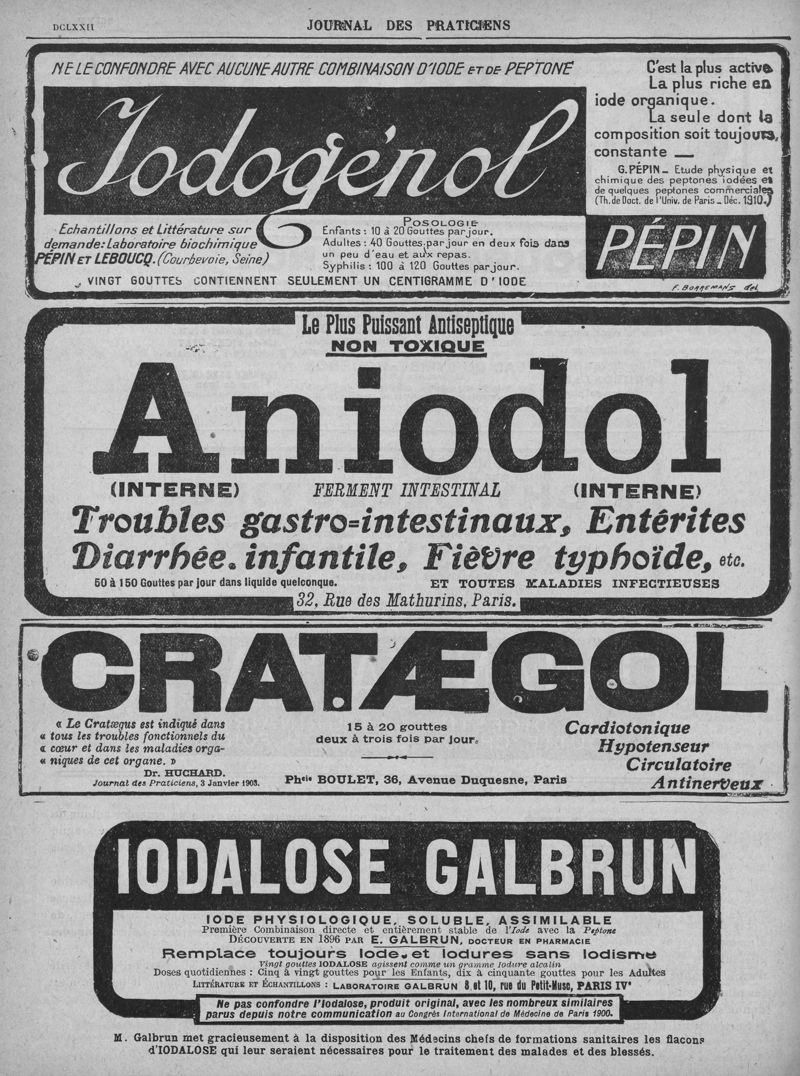 DCLXXII
JOURNAL DES PRATICIENS
NE LE CONFONDRE AVEC AUCUNE AUTRE COMBINAISON D'IODE ET DE PEPTONE
Iodogénol
C'est la plus active
La plus riche en
iode organique.
La seule dont la
composition soit toujours,
constante —
G. PÉPIN — Etude physique et
chimique des peptones iodées et
de quelques peptones commerciales
(Th. de Doct. de l'Univ. de Paris — Déc. 1910.)
Echantillons et Littérature sur
demande: Laboratoire biochimique
PÉPIN ET LEBOUCQ. (Courbevoie, Seine)
POSOLOGIE
Enfants: 10 à 20 Gouttes par jour.
Adultes: 40 Gouttes par jour en deux fois dans
un peu d'eau et aux repas.
Syphilis: 100 à 120 Gouttes par jour.
PÉPIN
VINGT GOUTTES CONTIENNENT SEULEMENT UN CENTIGRAMME D'IODE
F. BORREMANS del
Le Plus Puissant Antiseptique
NON TOXIQUE
Aniodol
(INTERNE) FERMENT INTESTINAL (INTERNE)
Troubles gastro=intestinaux, Entérites
Diarrhée. infantile, Fièvre typhoïde, etc.
50 à 150 Gouttes par jour dans liquide quelconque. ET TOUTES MALADIES INFECTIEUSES
32, Rue des Mathurins, Paris.
CRATÆGOL
« Le Cratægus est indiqué dans
« tous les troubles fonctionnels du
« cœur et dans les maladies orga-
« niques de cet organe. »
Dr. HUCHARD.
Journal des Praticiens, 3 Janvier 1903.
15 à 20 gouttes
deux à trois fois par jour.
Phcie BOULET, 36, Avenue Duquesne, Paris
Cardiotonique
Hypotenseur
Circulatoire
Antinerveux
IODALOSE GALBRUN
IODE PHYSIOLOGIQUE, SOLUBLE, ASSIMILABLE
Première Combinaison directe et entièrement stable de l'Iode avec la Peptone
DÉCOUVERTE EN 1896 PAR E. GALBRUN, DOCTEUR EN PHARMACIE
Remplace toujours Iode et Iodures sans Iodisme
Vingt gouttes IODALOSE agissent comme un gramme Iodure alcalin
Doses quotidiennes : Cinq à vingt gouttes pour les Enfants, dix à cinquante gouttes pour les Adultes
LITTÉRATURE ET ÉCHANTILLONS : LABORATOIRE GALBRUN 8 et 10, rue du Petit-Musc, PARIS IVe
Ne pas confondre l'Iodalose, produit original, avec les nombreux similaires
parus depuis notre communication au Congrès International de Médecine de Paris 1900.
M. Galbrun met gracieusement à la disposition des Médecins chefs de formations sanitaires les flacons
d'IODALOSE qui leur seraient nécessaires pour le traitement des malades et des blessés.